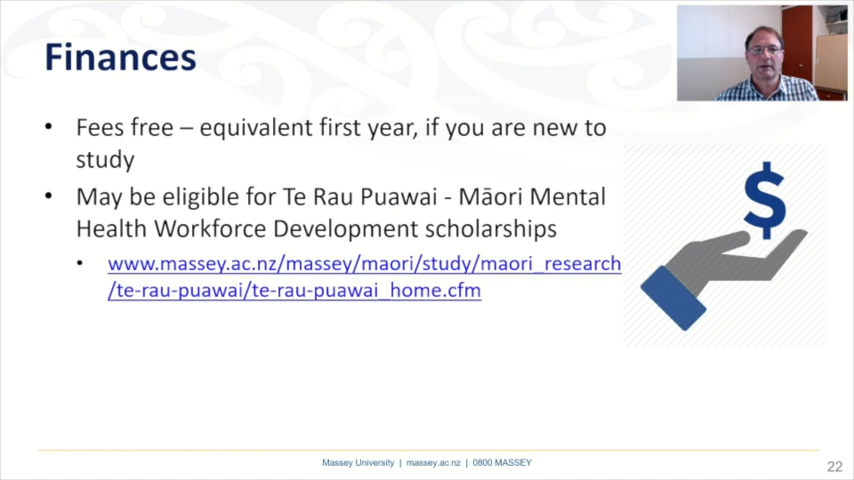 Finances
• Fees free – equivalent first year, if you are new to
study
• May be eligible for Te Rau Puawai - Māori Mental
Health Workforce Development scholarships
• www.massey.ac.nz/massey/maori/study/maori_research
/te-rau-puawai/te-rau-puawai_home.cfm
$
Massey University | massey.ac.nz | 0800 MASSEY
22